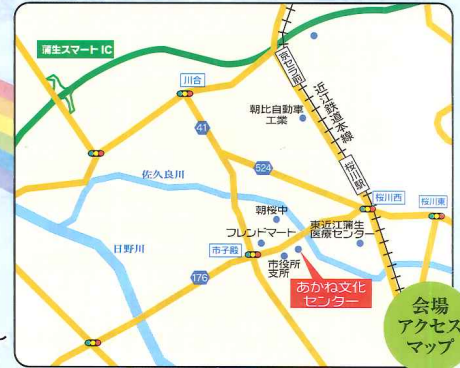 蒲生スマートIC
川合
京セラ前
近江鉄道本線
朝比自動車
工業
41
524
桜川駅
佐久良川
桜川西
桜川東
朝桜中
フレンドマート
東近江蒲生
医療センター
日野川
市子殿
市役所
支所
176
あかね文化
センター
会場
アクセス
マップ